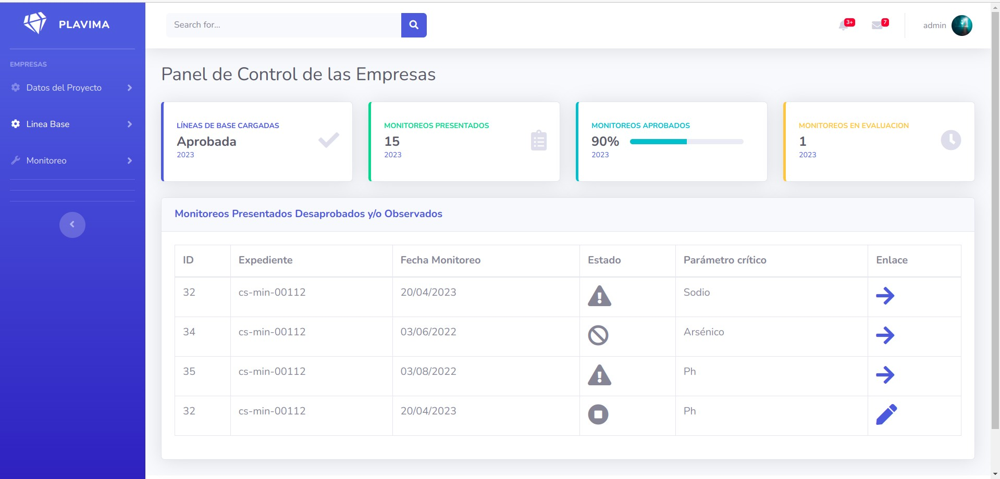 PLAVIMA
EMPRESAS
Datos del Proyecto
Linea Base
Monitoreo
Search for...
3+
7
admin
Panel de Control de las Empresas
LÍNEAS DE BASE CARGADAS
Aprobada
2023
MONITOREOS PRESENTADOS
15
2023
MONITOREOS APROBADOS
90%
2023
MONITOREOS EN EVALUACION
1
2023
Monitoreos Presentados Desaprobados y/o Observados
ID Expediente Fecha Monitoreo Estado Parámetro crítico Enlace
32 cs-min-00112 20/04/2023 Sodio
34 cs-min-00112 03/06/2022 Arsénico
35 cs-min-00112 03/08/2022 Ph
32 cs-min-00112 20/04/2023 Ph